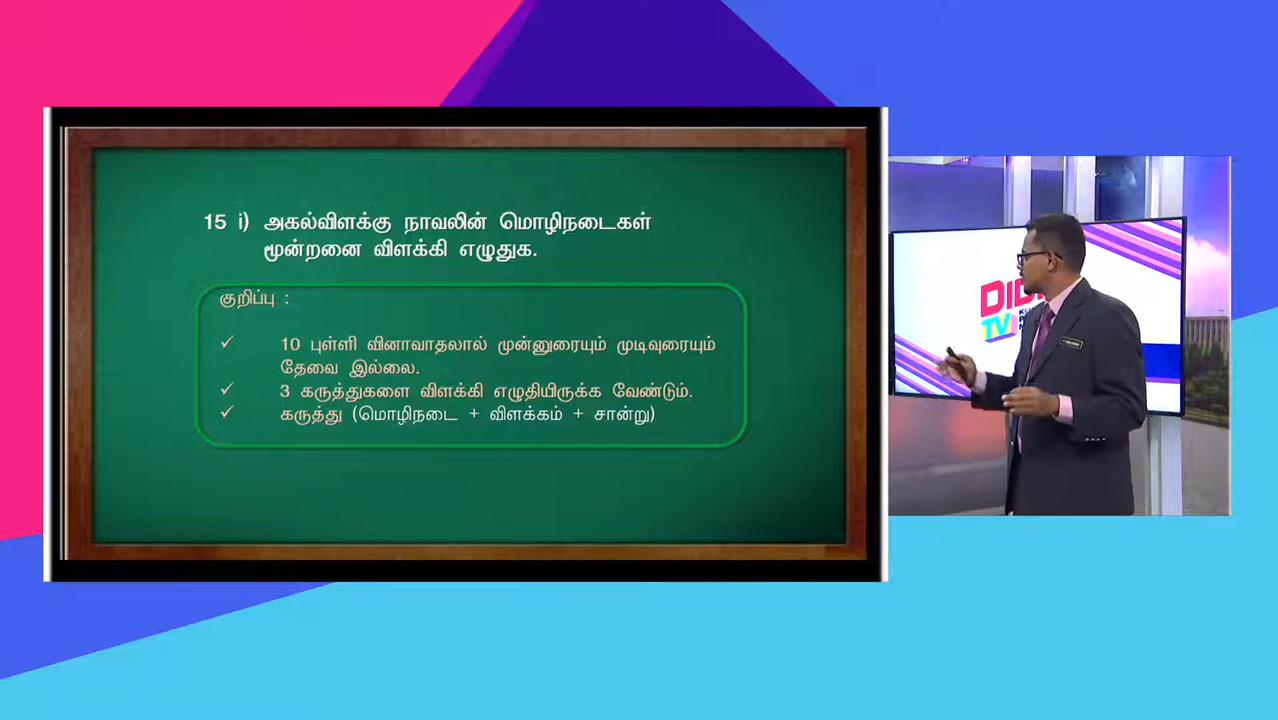 15 i) அகல்விளக்கு நாவலின் மொழிநடைகள்
மூன்றனை விளக்கி எழுதுக.
குறிப்பு :
✓ 10 புள்ளி வினாவாதலால் முன்னுரையும் முடிவுரையும்
தேவை இல்லை.
✓ 3 கருத்துகளை விளக்கி எழுதியிருக்க வேண்டும்.
✓ கருத்து (மொழிநடை + விளக்கம் + சான்று)
TV